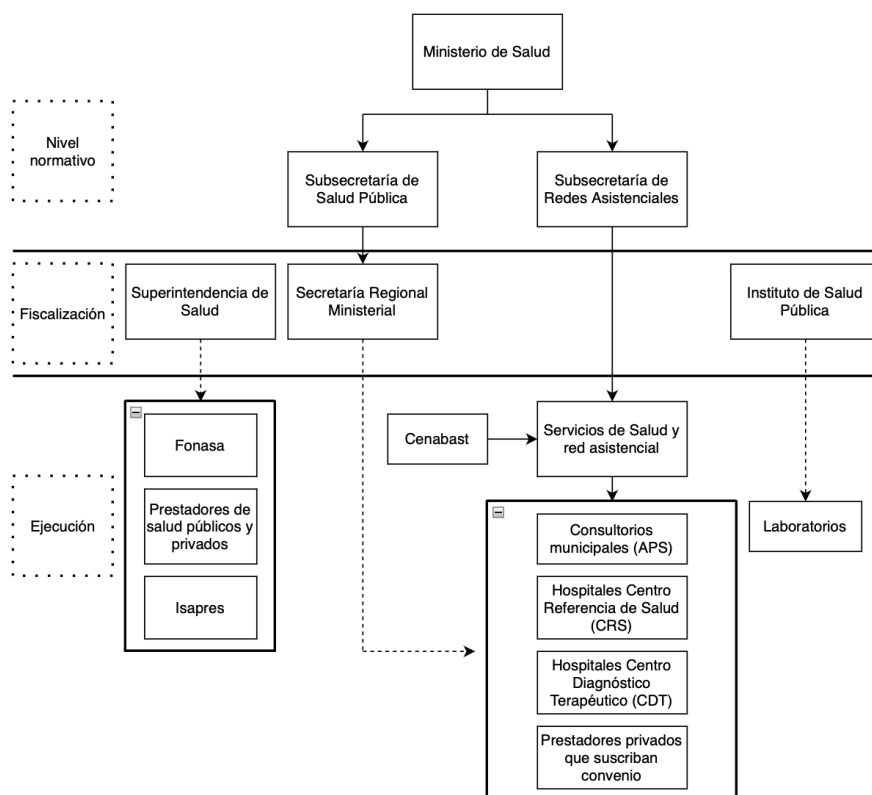 Ministerio de Salud
Nivel
normativo
Subsecretaría de
Salud Pública
Subsecretaría de
Redes Asistenciales
Fiscalización
Superintendencia de
Salud
Secretaría Regional
Ministerial
Instituto de Salud
Pública
Ejecución
Fonasa
Prestadores de
salud públicos y
privados
Isapres
Cenabast
Servicios de Salud y
red asistencial
Consultorios
municipales (APS)
Hospitales Centro
Referencia de Salud
(CRS)
Hospitales Centro
Diagnóstico
Terapéutico (CDT)
Prestadores privados
que suscriban
convenio
Laboratorios